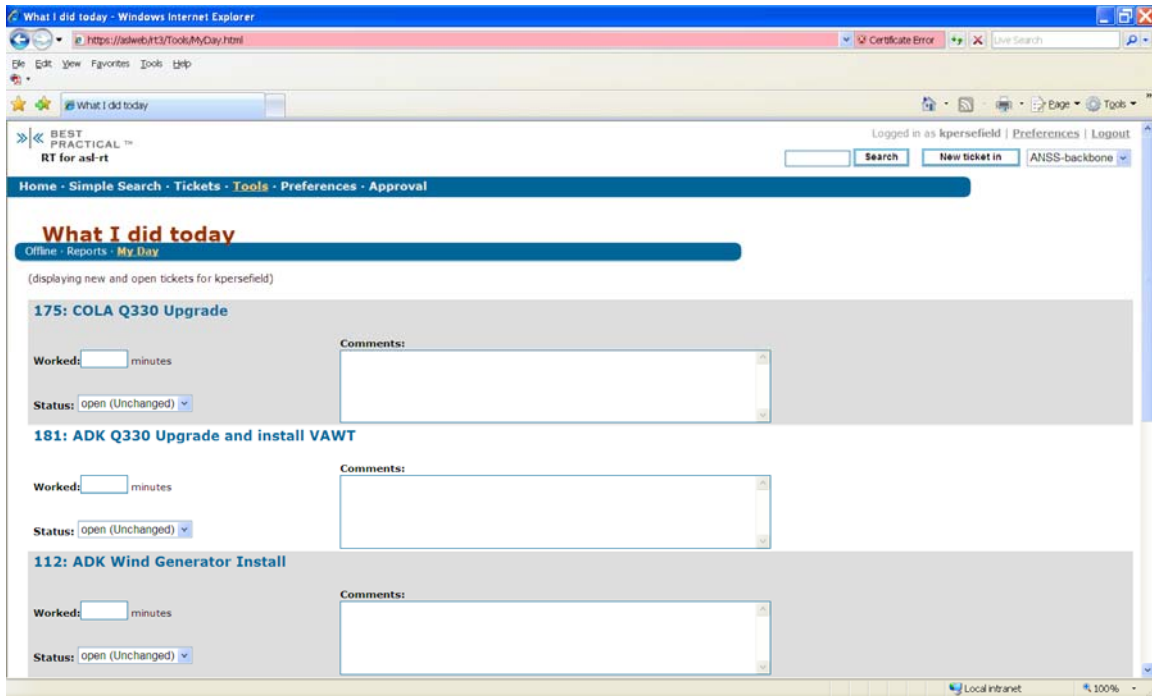 What I did today - Windows Internet Explorer
https://aslweb/rt3/Tools/MyDay.html
Certificate Error
Live Search
File Edit View Favorites Tools Help
What I did today
Page
Tools
BEST
PRACTICAL ™
RT for asl-rt
Logged in as kpersefield | Preferences | Logout
Search
New ticket in
ANSS-backbone
Home · Simple Search · Tickets · Tools · Preferences · Approval
What I did today
Offline · Reports · My Day
(displaying new and open tickets for kpersefield)
175: COLA Q330 Upgrade
Comments:
Worked: minutes
Status: open (Unchanged)
181: ADK Q330 Upgrade and install VAWT
Comments:
Worked: minutes
Status: open (Unchanged)
112: ADK Wind Generator Install
Comments:
Worked: minutes
Status: open (Unchanged)
Local intranet
100%